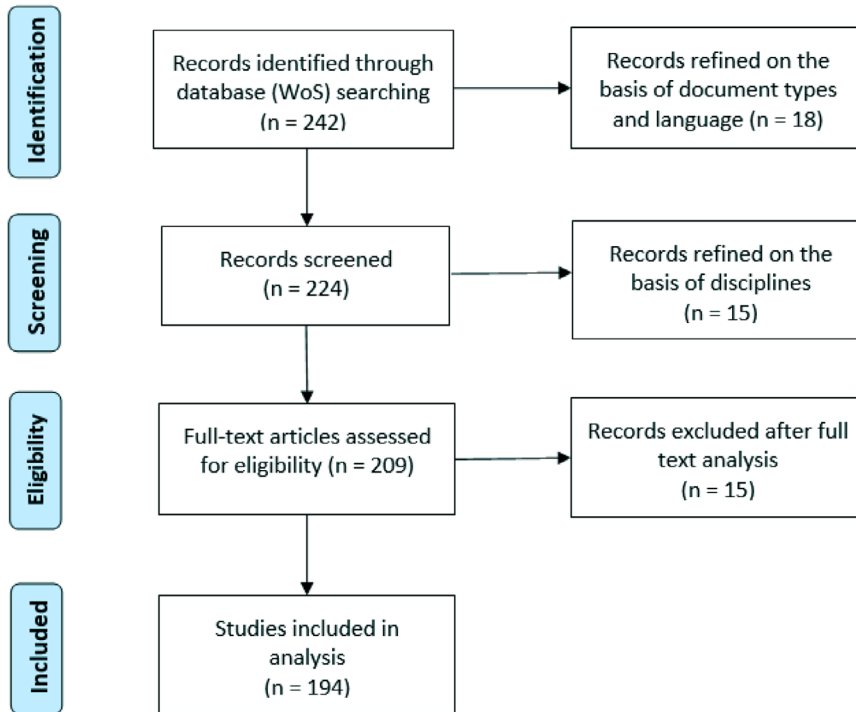 Identification
Records identified through
database (WoS) searching
(n = 242)
Records refined on the
basis of document types
and language (n = 18)
Screening
Records screened
(n = 224)
Records refined on the
basis of disciplines
(n = 15)
Eligibility
Full-text articles assessed
for eligibility (n = 209)
Records excluded after full
text analysis
(n = 15)
Included
Studies included in
analysis
(n = 194)